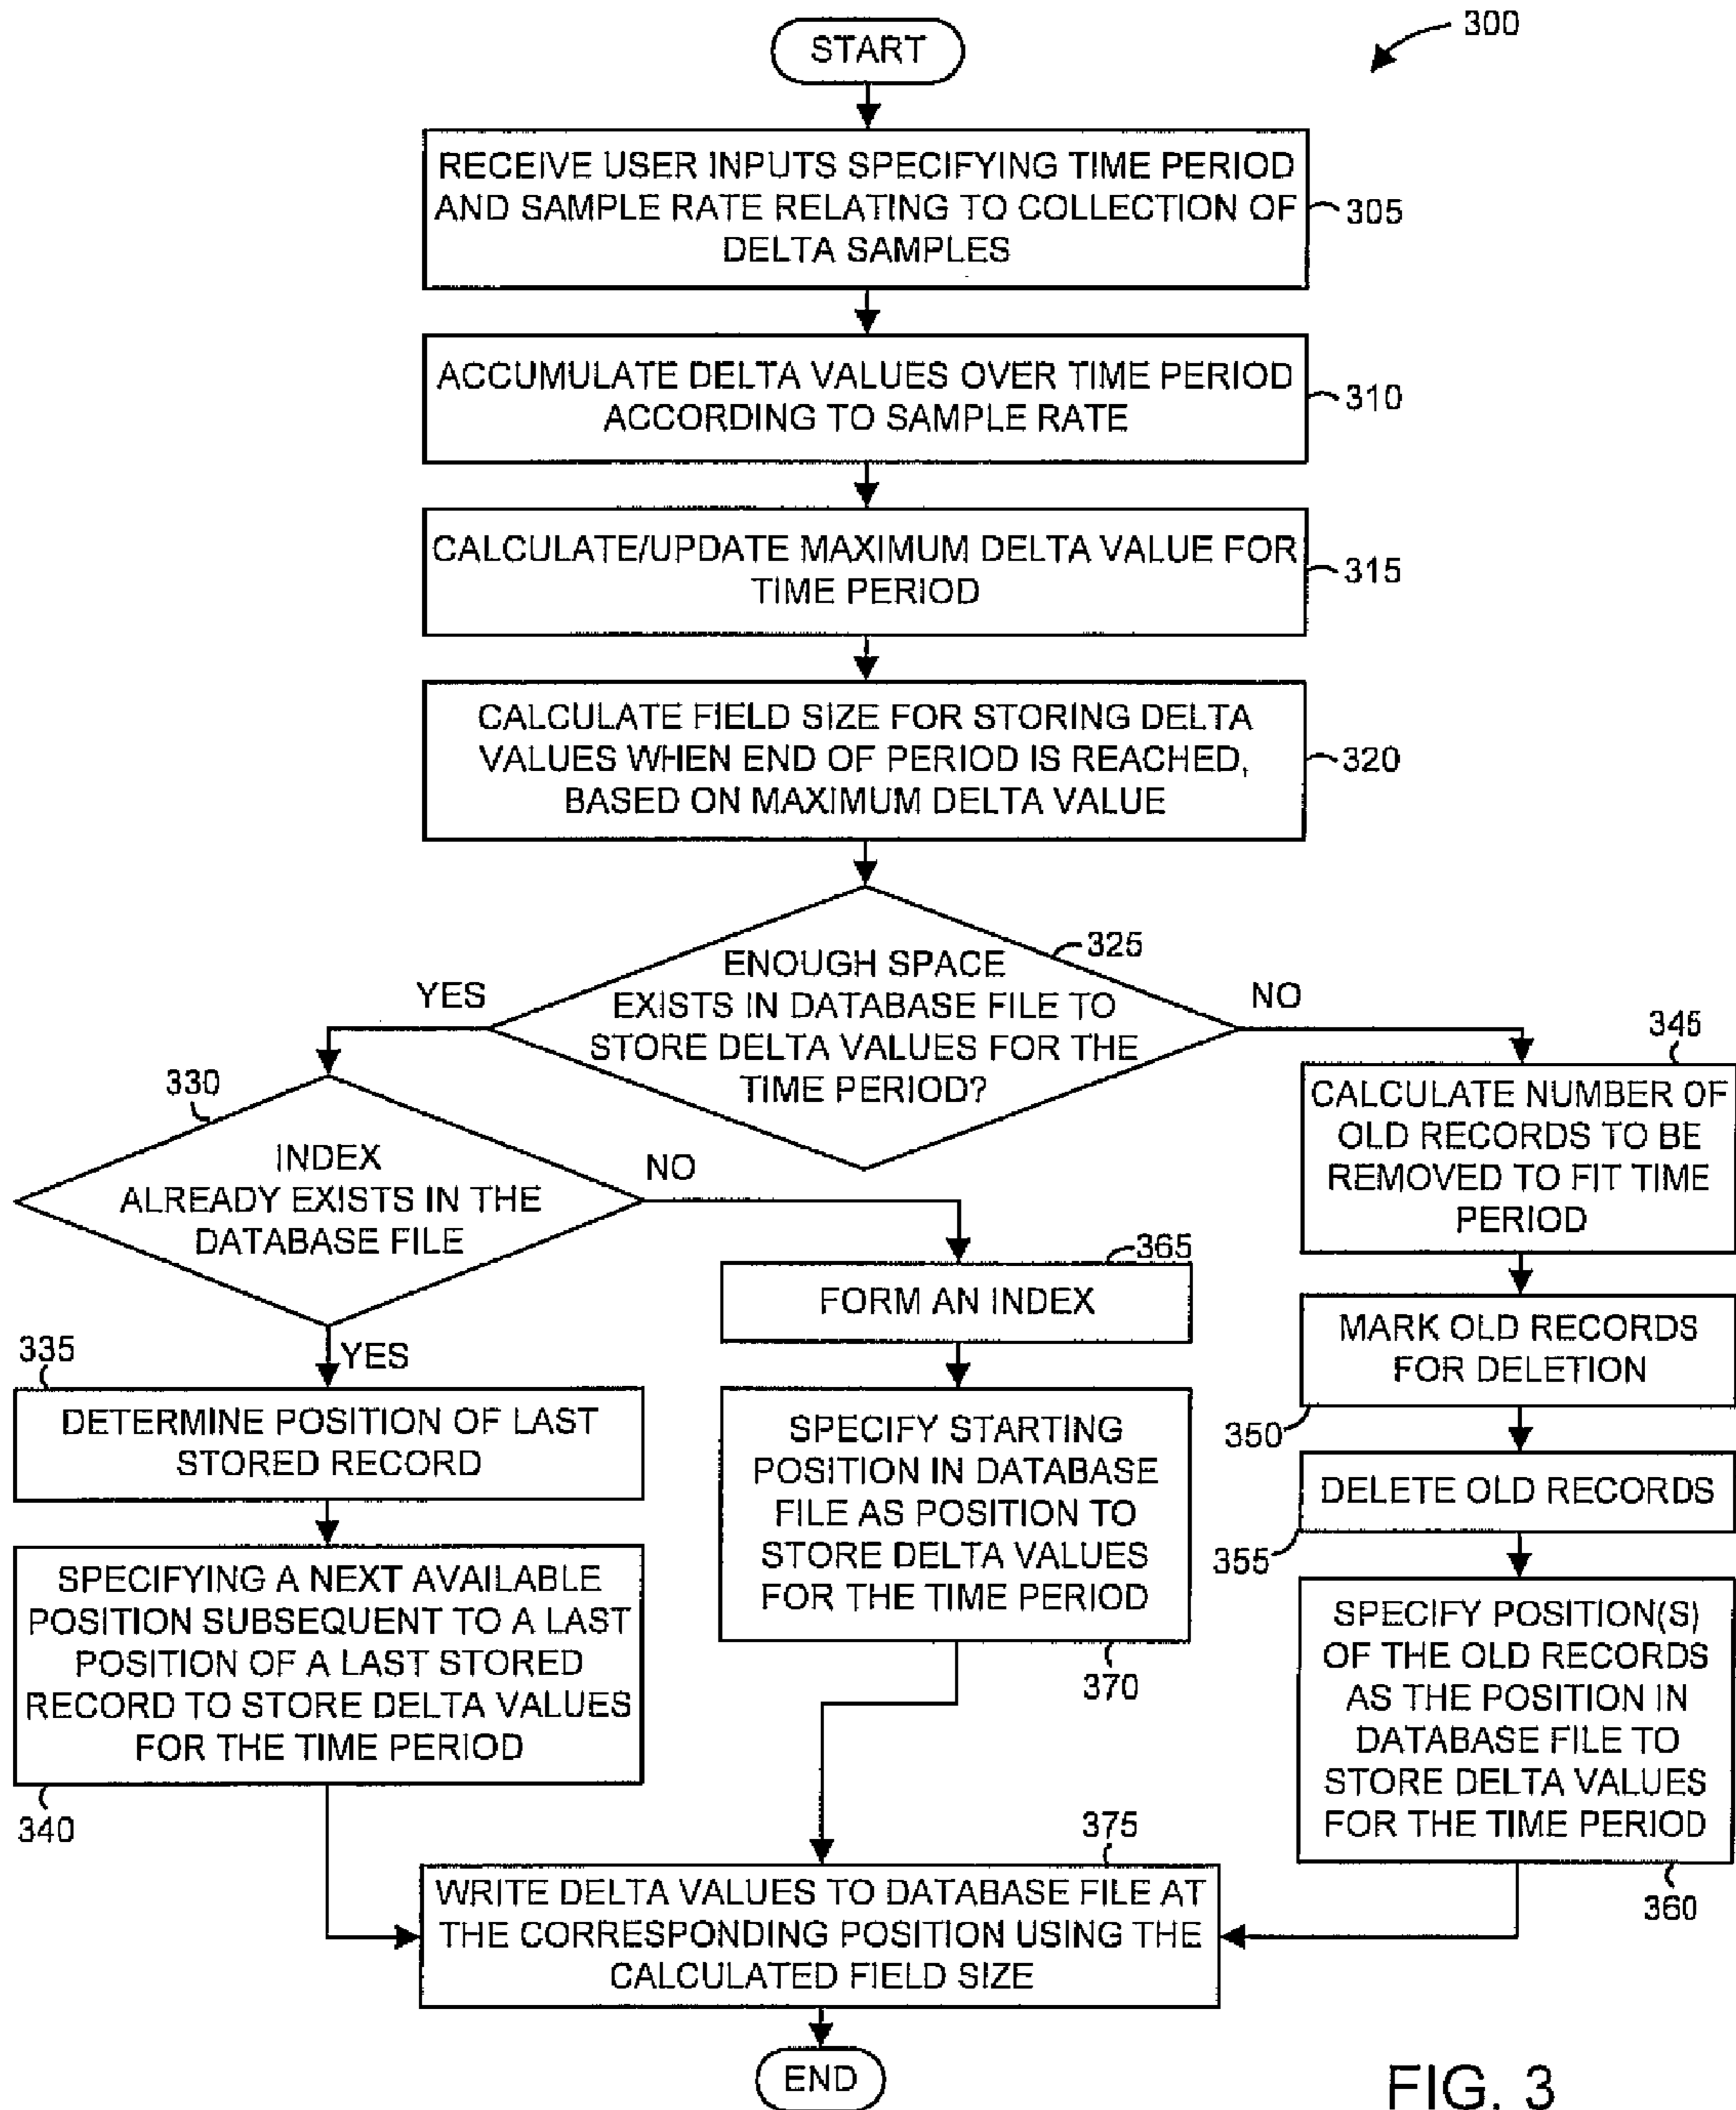 300
START
RECEIVE USER INPUTS SPECIFYING TIME PERIOD
AND SAMPLE RATE RELATING TO COLLECTION OF
DELTA SAMPLES
305
ACCUMULATE DELTA VALUES OVER TIME PERIOD
ACCORDING TO SAMPLE RATE
310
CALCULATE/UPDATE MAXIMUM DELTA VALUE FOR
TIME PERIOD
315
CALCULATE FIELD SIZE FOR STORING DELTA
VALUES WHEN END OF PERIOD IS REACHED,
BASED ON MAXIMUM DELTA VALUE
320
325
ENOUGH SPACE
EXISTS IN DATABASE FILE TO
STORE DELTA VALUES FOR THE
TIME PERIOD?
YES
NO
330
INDEX
ALREADY EXISTS IN THE
DATABASE FILE
NO
YES
335
DETERMINE POSITION OF LAST
STORED RECORD
SPECIFYING A NEXT AVAILABLE
POSITION SUBSEQUENT TO A LAST
POSITION OF A LAST STORED
RECORD TO STORE DELTA VALUES
FOR THE TIME PERIOD
340
365
FORM AN INDEX
SPECIFY STARTING
POSITION IN DATABASE
FILE AS POSITION TO
STORE DELTA VALUES
FOR THE TIME PERIOD
370
345
CALCULATE NUMBER OF
OLD RECORDS TO BE
REMOVED TO FIT TIME
PERIOD
MARK OLD RECORDS
FOR DELETION
350
DELETE OLD RECORDS
355
SPECIFY POSITION(S)
OF THE OLD RECORDS
AS THE POSITION IN
DATABASE FILE TO
STORE DELTA VALUES
FOR THE TIME PERIOD
360
375
WRITE DELTA VALUES TO DATABASE FILE AT
THE CORRESPONDING POSITION USING THE
CALCULATED FIELD SIZE
END
FIG. 3